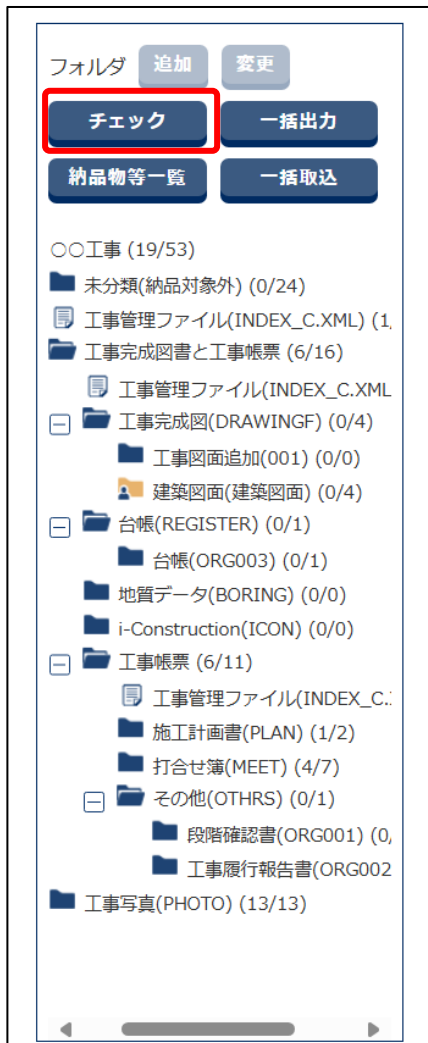 フォルダ 追加 変更
チェック 一括出力
納品物等一覧 一括取込
○○工事 (19/53)
未分類(納品対象外) (0/24)
工事管理ファイル(INDEX_C.XML) (1,
工事完成図書と工事帳票 (6/16)
工事管理ファイル(INDEX_C.XML
工事完成図(DRAWINGF) (0/4)
工事図面追加(001) (0/0)
建築図面(建築図面) (0/4)
台帳(REGISTER) (0/1)
台帳(ORG003) (0/1)
地質データ(BORING) (0/0)
i-Construction(ICON) (0/0)
工事帳票 (6/11)
工事管理ファイル(INDEX_C.
施工計画書(PLAN) (1/2)
打合せ簿(MEET) (4/7)
その他(OTHRS) (0/1)
段階確認書(ORG001) (0,
工事履行報告書(ORG002
工事写真(PHOTO) (13/13)